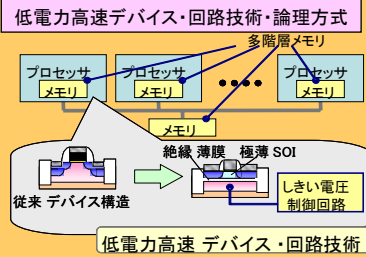 低電力高速デバイス・回路技術・論理方式
多階層メモリ
プロセッサ
メモリ
プロセッサ
メモリ
プロセッサ
メモリ
メモリ
絶縁 薄膜 極薄 SOI
従来 デバイス構造
しきい電圧
制御回路
低電力高速 デバイス ・回路技術